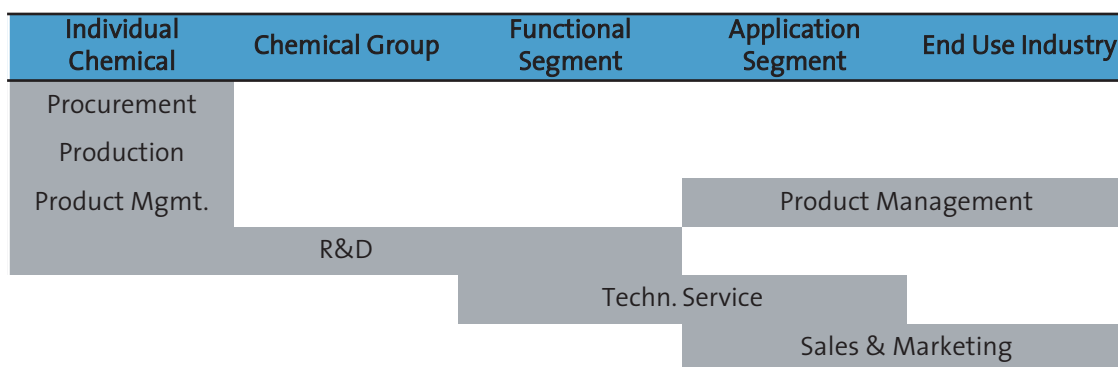 Individual
Chemical
Chemical Group
Functional
Segment
Application
Segment
End Use Industry
Procurement
Production
Product Mgmt.
Product Management
R&D
Techn. Service
Sales & Marketing